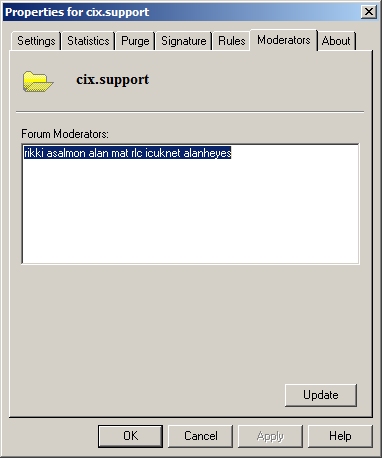 Properties for cix.support
Settings Statistics Purge Signature Rules Moderators About
cix.support
Forum Moderators:
rikki asalmon alan mat rlc icuknet alanheyes
Update
OK Cancel Apply Help